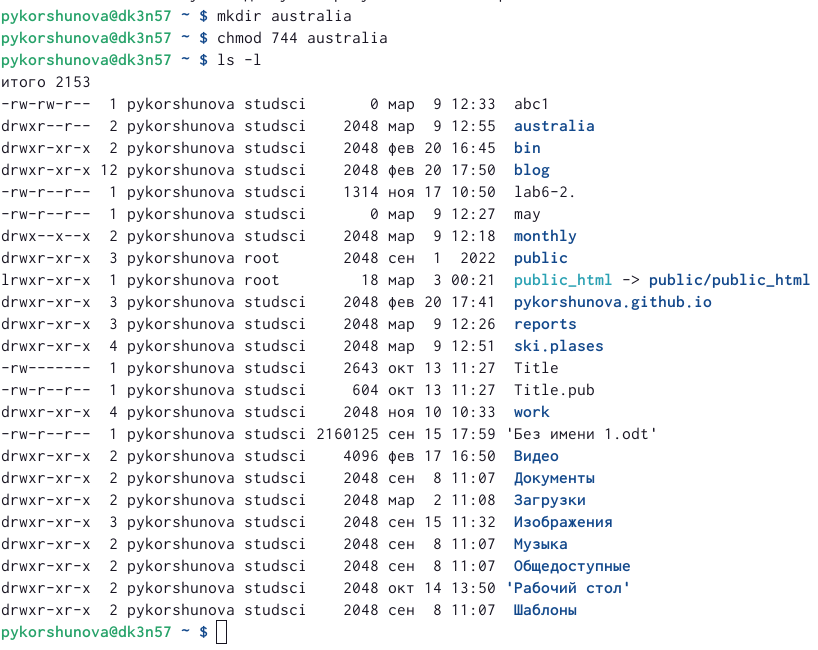 pykorshunova@dk3n57 ~ $ mkdir australia
pykorshunova@dk3n57 ~ $ chmod 744 australia
pykorshunova@dk3n57 ~ $ ls -l
итого 2153
-rw-rw-r--  1 pykorshunova studsci       0 мар  9 12:33  abc1
drwxr--r--  2 pykorshunova studsci    2048 мар  9 12:55  australia
drwxr-xr-x  2 pykorshunova studsci    2048 фев 20 16:45  bin
drwxr-xr-x 12 pykorshunova studsci    2048 фев 20 17:50  blog
-rw-r--r--  1 pykorshunova studsci    1314 ноя 17 10:50  lab6-2.
-rw-r--r--  1 pykorshunova studsci       0 мар  9 12:27  may
drwx--x--x  2 pykorshunova studsci    2048 мар  9 12:18  monthly
drwxr-xr-x  3 pykorshunova root       2048 сен  1  2022  public
lrwxr-xr-x  1 pykorshunova root         18 мар  3 00:21  public_html -> public/public_html
drwxr-xr-x  3 pykorshunova studsci    2048 фев 20 17:41  pykorshunova.github.io
drwxr-xr-x  3 pykorshunova studsci    2048 мар  9 12:26  reports
drwxr-xr-x  4 pykorshunova studsci    2048 мар  9 12:51  ski.plases
-rw-------  1 pykorshunova studsci    2643 окт 13 11:27  Title
-rw-r--r--  1 pykorshunova studsci     604 окт 13 11:27  Title.pub
drwxr-xr-x  4 pykorshunova studsci    2048 ноя 10 10:33  work
-rw-r--r--  1 pykorshunova studsci 2160125 сен 15 17:59 'Без имени 1.odt'
drwxr-xr-x  2 pykorshunova studsci    4096 фев 17 16:50  Видео
drwxr-xr-x  2 pykorshunova studsci    2048 сен  8 11:07  Документы
drwxr-xr-x  2 pykorshunova studsci    2048 мар  2 11:08  Загрузки
drwxr-xr-x  3 pykorshunova studsci    2048 сен 15 11:32  Изображения
drwxr-xr-x  2 pykorshunova studsci    2048 сен  8 11:07  Музыка
drwxr-xr-x  2 pykorshunova studsci    2048 сен  8 11:07  Общедоступные
drwxr-xr-x  2 pykorshunova studsci    2048 окт 14 13:50 'Рабочий стол'
drwxr-xr-x  2 pykorshunova studsci    2048 сен  8 11:07  Шаблоны
pykorshunova@dk3n57 ~ $